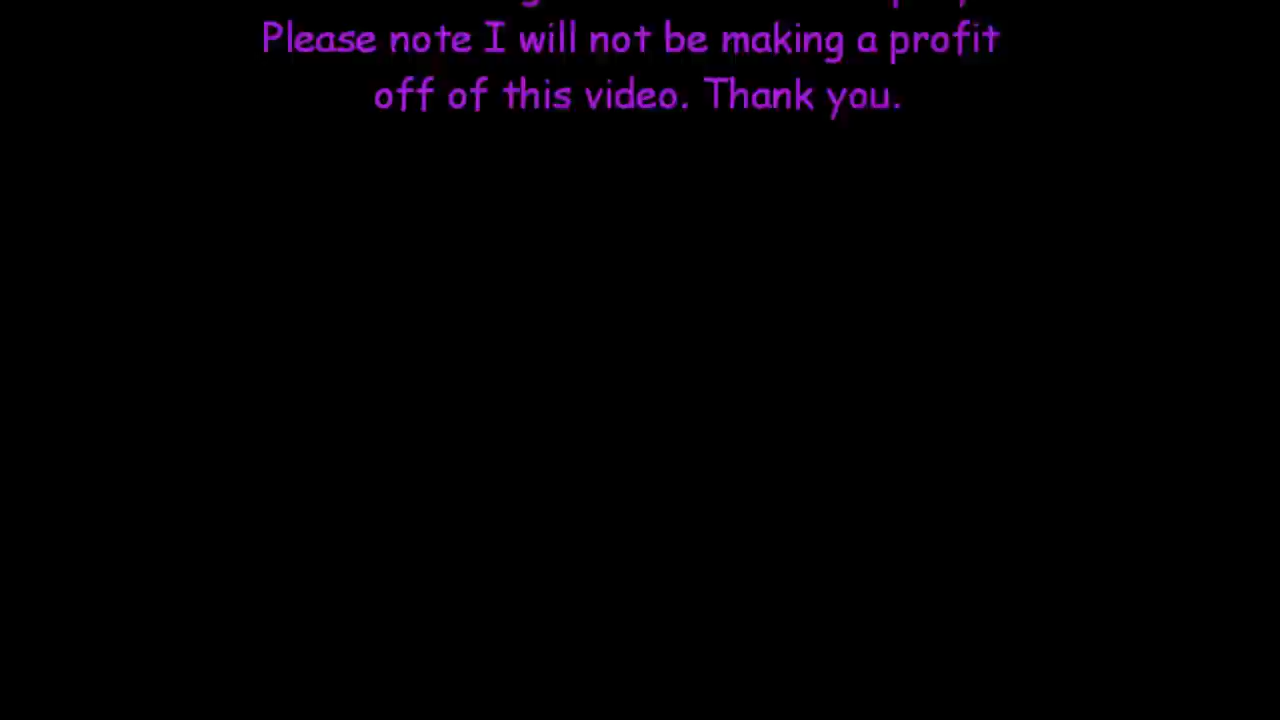 Please note I will not be making a profit
off of this video. Thank you.